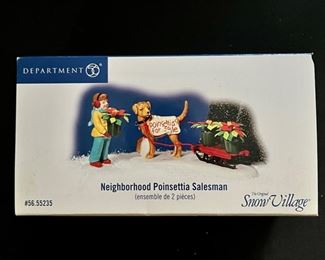 DEPARTMENT 56
Poinsettias
For Sale
Neighborhood Poinsettia Salesman
(ensemble de 2 pièces)
#56.55235
The Original
Snow Village®